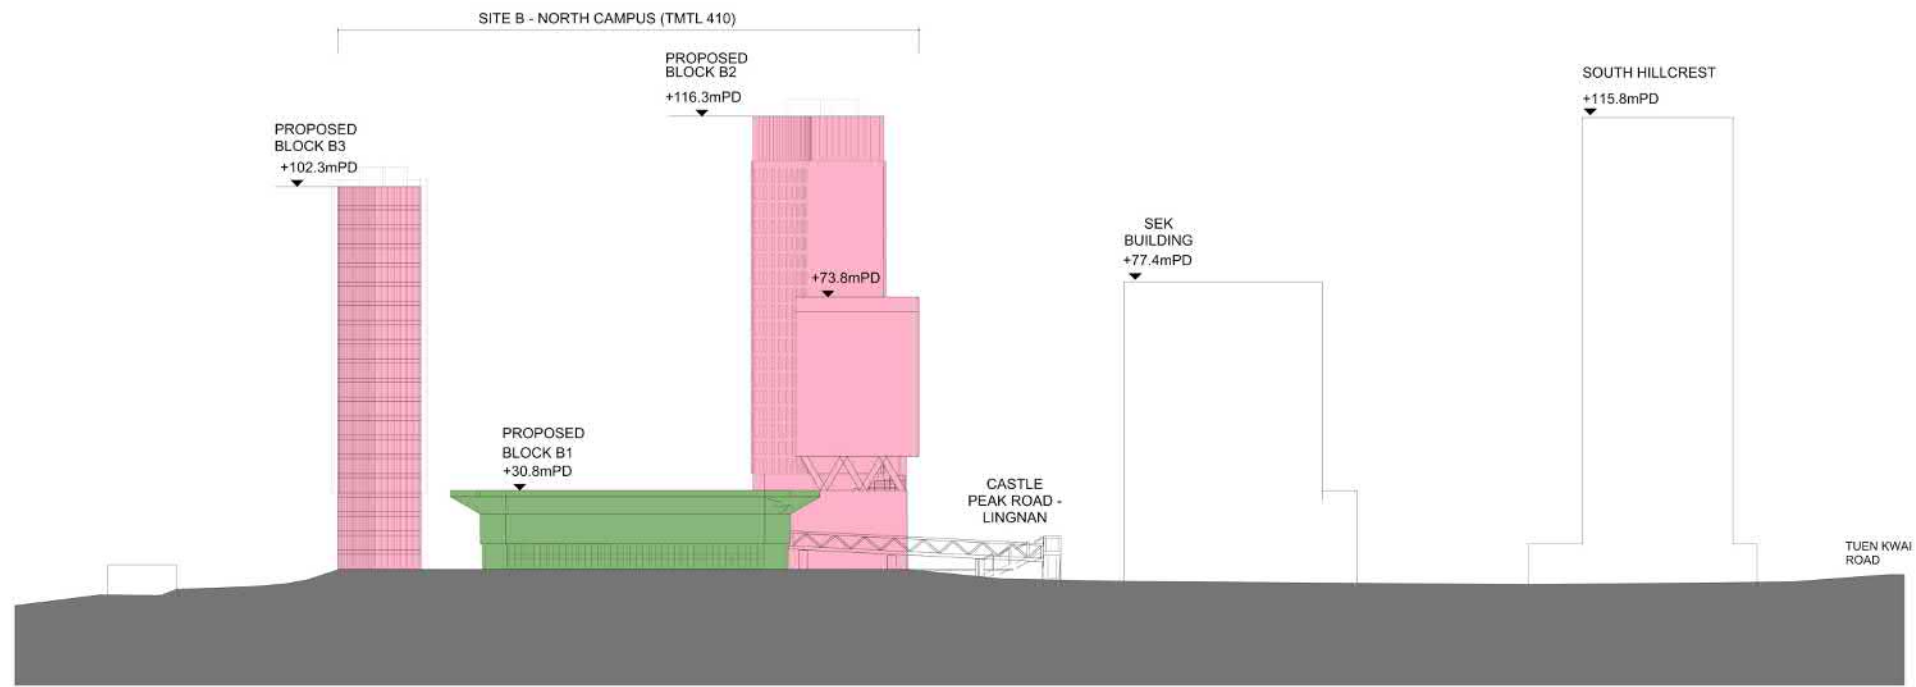 SITE B - NORTH CAMPUS (TMTL 410)
PROPOSED
BLOCK B2
+116.3mPD
SOUTH HILLCREST
+115.8mPD
PROPOSED
BLOCK B3
+102.3mPD
SEK
BUILDING
+77.4mPD
+73.8mPD
PROPOSED
BLOCK B1
+30.8mPD
CASTLE
PEAK ROAD -
LINGNAN
TUEN KWAI
ROAD